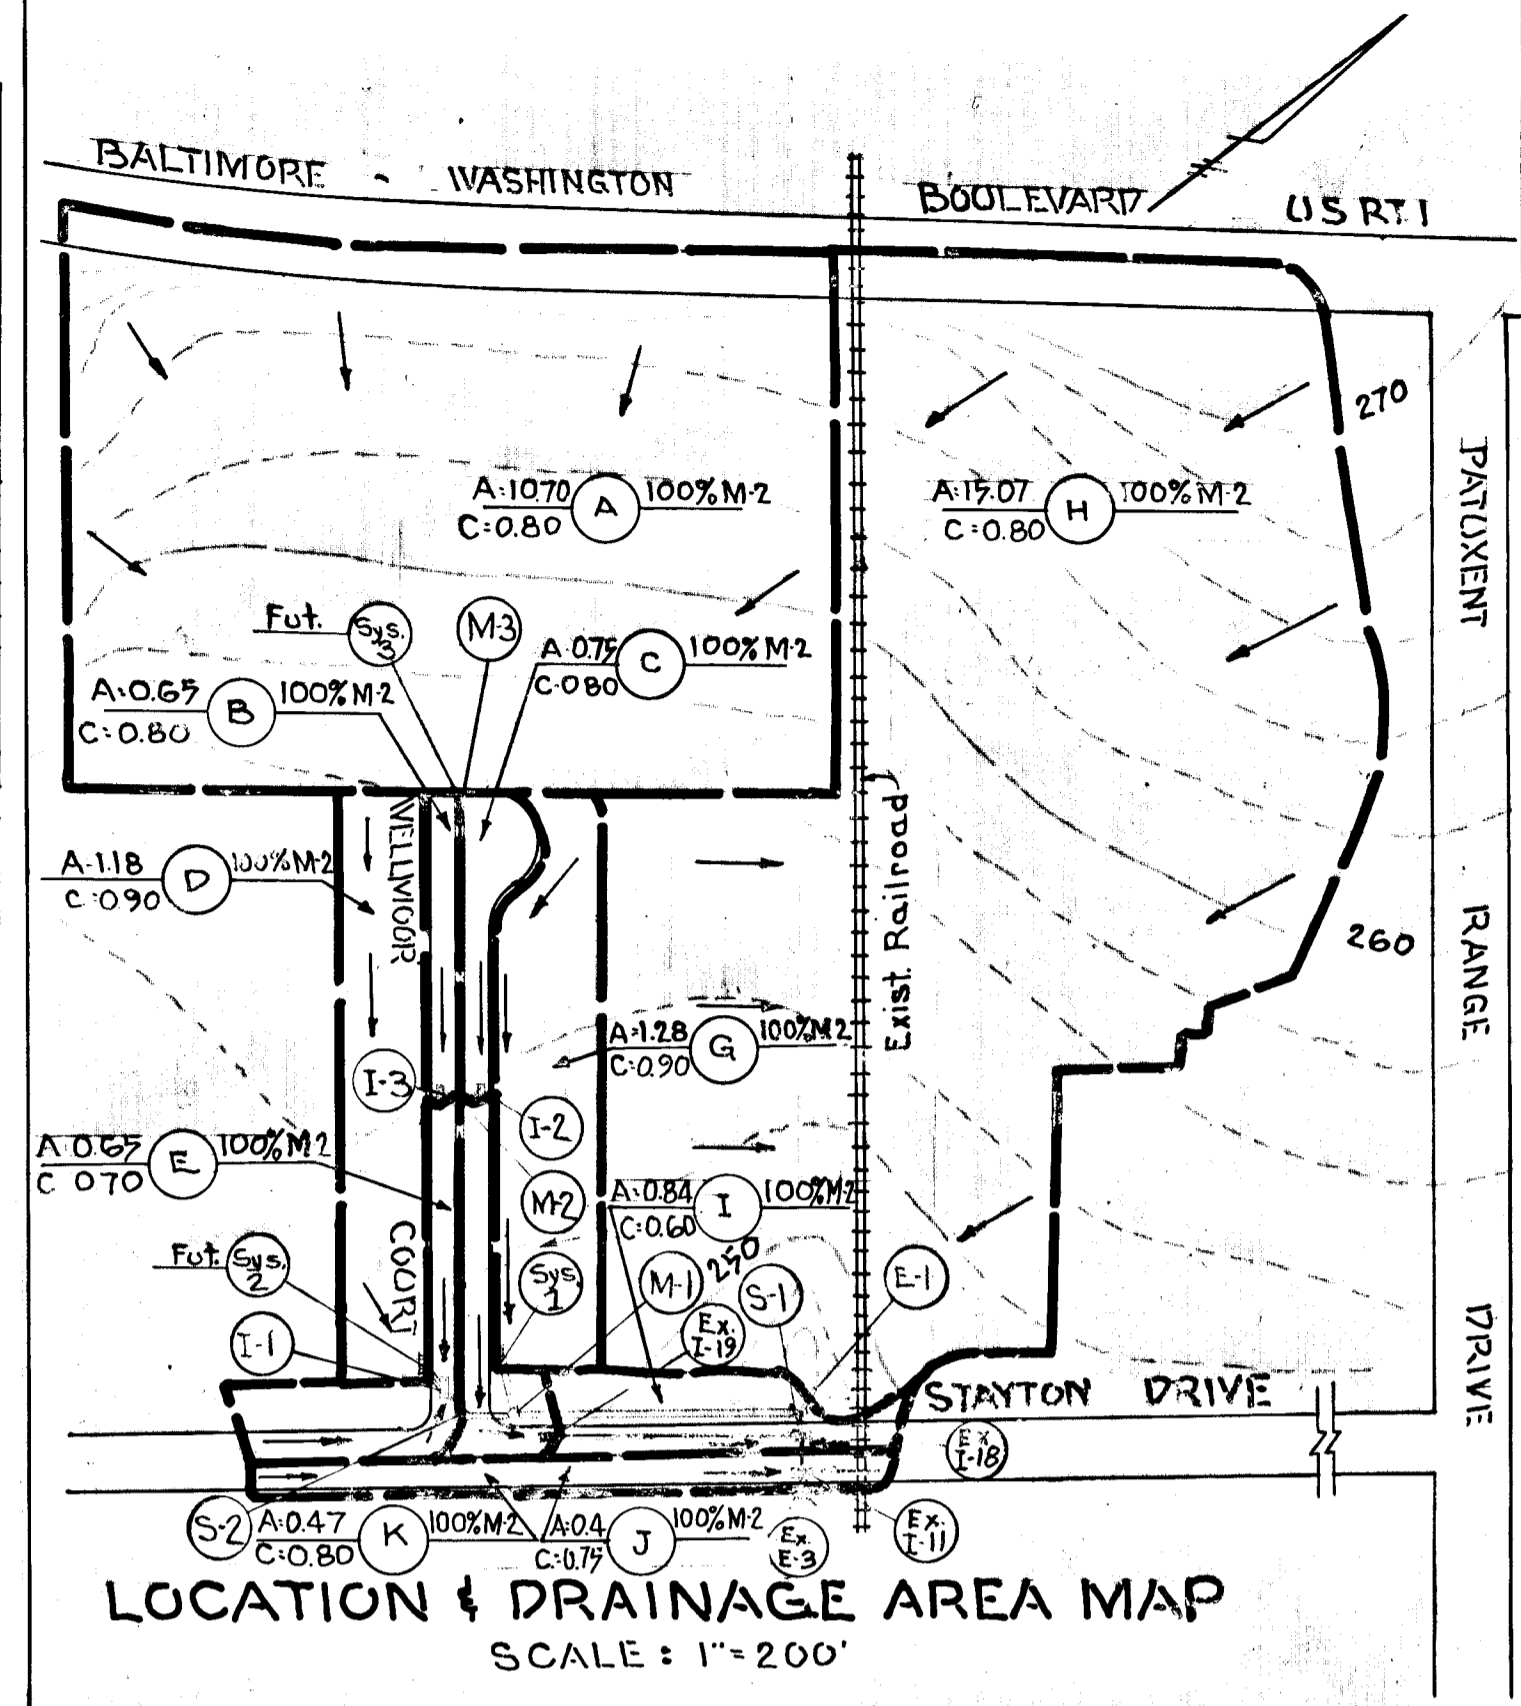 BALTIMORE - WASHINGTON BOULEVARD US RT 1
270
A:10.70 A 100% M-2
C:0.80
A:15.07 H 100% M-2
C:0.80
PATUXENT RANGE DRIVE
Fut. Sys. 3
M-3
A:0.75 C 100% M-2
C:0.80
A:0.65 B 100% M-2
C:0.80
WELLMOOR COURT
Exist. Railroad
A-1.18 D 100% M-2
C:0.90
260
A:1.28 G 100% M-2
C:0.90
I-3
I-2
A 0.65 E 100% M-2
C 0.70
M-2
A:0.84 I 100% M-2
C:0.60
Fut. Sys. 2
Sys. 1
M-1
250
S-1
E-1
I-1
Ex. I-19
STAYTON DRIVE
Ex I-18
S-2
A:0.47 K 100% M-2
C:0.80
A:0.4 J 100% M-2
C:0.75
Ex. E-3
Ex. I-11
LOCATION & DRAINAGE AREA MAP
SCALE: 1"=200'